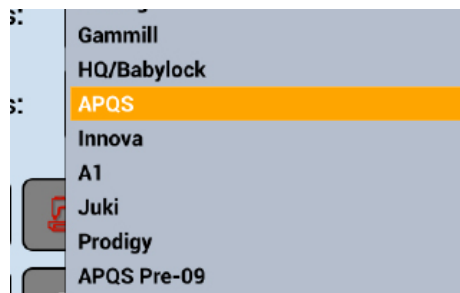 s:
Gammill
HQ/Babylock
s:
APQS
Innova
A1
Juki
Prodigy
APQS Pre-09